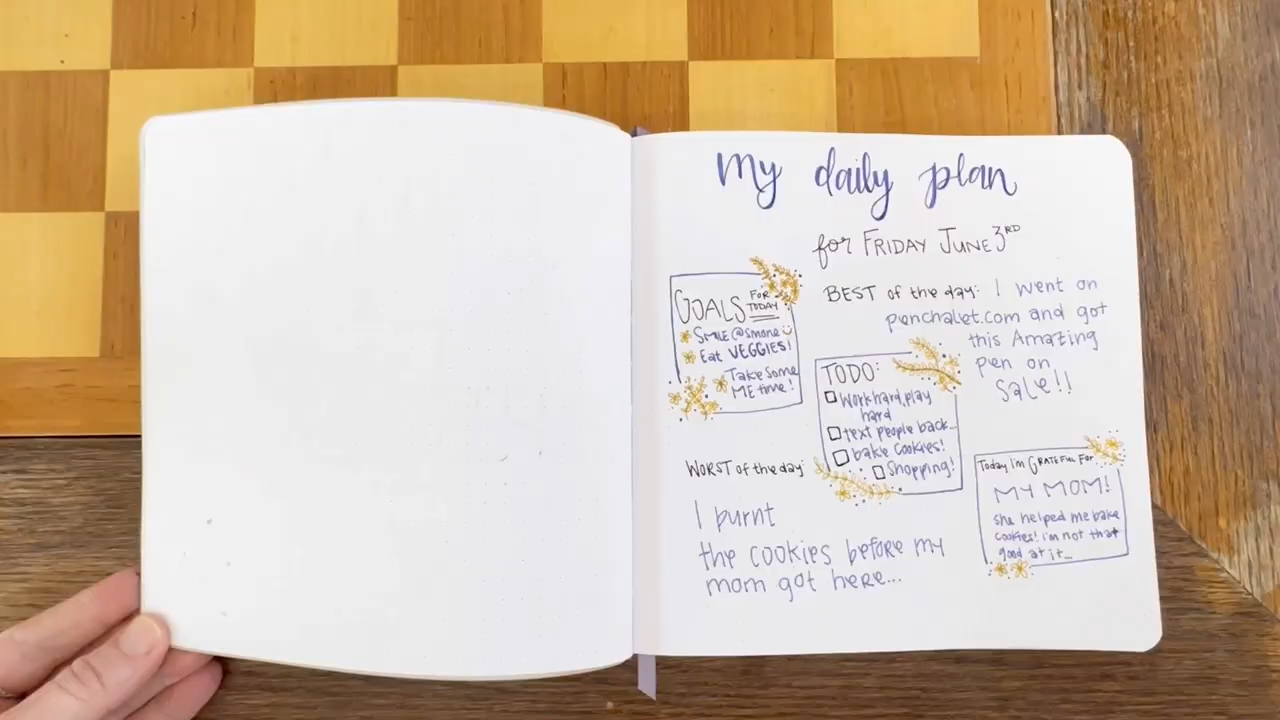 My daily plan
for FRIDAY JUNE 3RD
GOALS FOR TODAY
SMILE @ smone
Eat VEGGIES!
Take some
ME time!
BEST of the day: I went on
penchalet.com and got
this Amazing
pen on
Sale!!
TODO:
Work hard, play
hard
text people back...
bake cookies!
Shopping!
WORST of the day:
I burnt
the cookies before my
mom got here...
Today I'm GRATEFUL FOR
MY MOM!
she helped me bake
cookies! i'm not that
good at it...